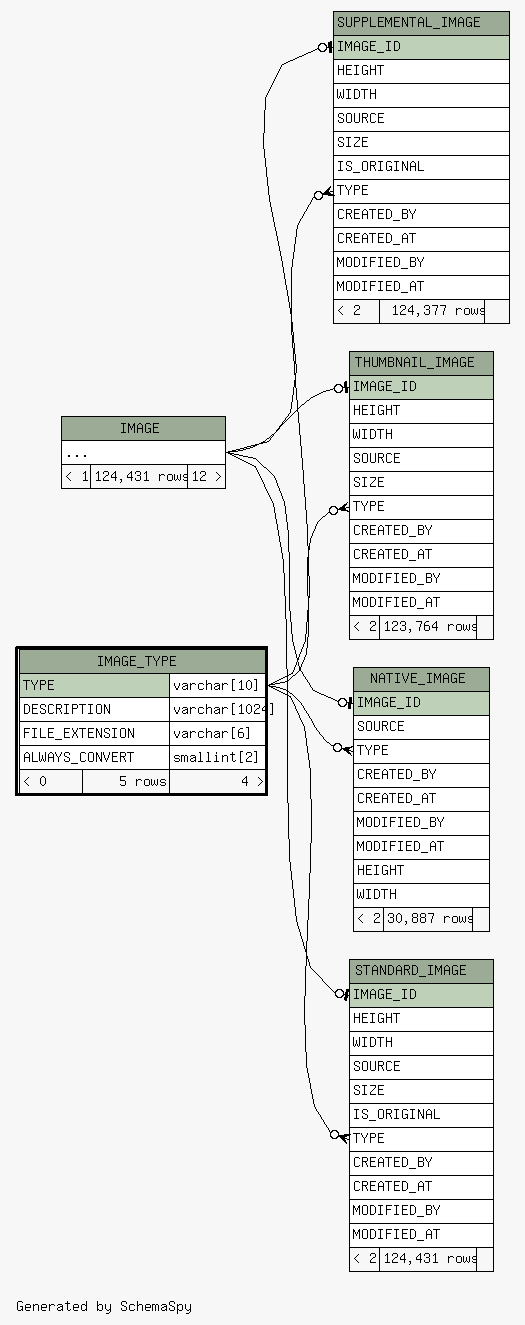 SUPPLEMENTAL_IMAGE
IMAGE_ID
HEIGHT
WIDTH
SOURCE
SIZE
IS_ORIGINAL
TYPE
CREATED_BY
CREATED_AT
MODIFIED_BY
MODIFIED_AT
< 2 124,377 rows
THUMBNAIL_IMAGE
IMAGE_ID
HEIGHT
WIDTH
SOURCE
SIZE
TYPE
CREATED_BY
CREATED_AT
MODIFIED_BY
MODIFIED_AT
< 2 123,764 rows
IMAGE
...
< 1 124,431 rows 12 >
IMAGE_TYPE
TYPE varchar[10]
DESCRIPTION varchar[1024]
FILE_EXTENSION varchar[6]
ALWAYS_CONVERT smallint[2]
< 0 5 rows 4 >
NATIVE_IMAGE
IMAGE_ID
SOURCE
TYPE
CREATED_BY
CREATED_AT
MODIFIED_BY
MODIFIED_AT
HEIGHT
WIDTH
< 2 30,887 rows
STANDARD_IMAGE
IMAGE_ID
HEIGHT
WIDTH
SOURCE
SIZE
IS_ORIGINAL
TYPE
CREATED_BY
CREATED_AT
MODIFIED_BY
MODIFIED_AT
< 2 124,431 rows
Generated by SchemaSpy